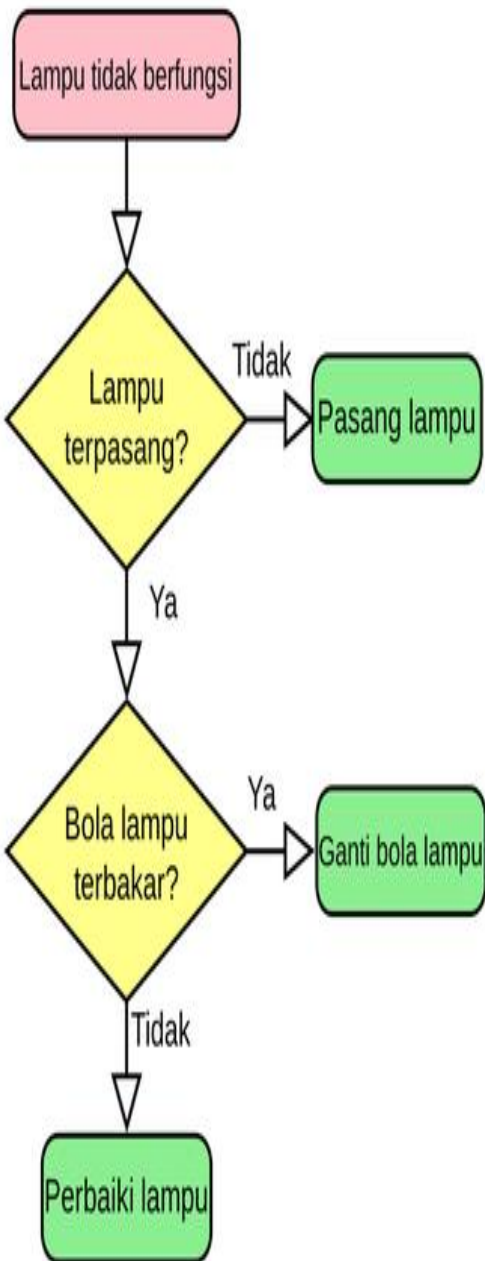 Lampu tidak berfungsi
Tidak
Lampu
terpasang?
Pasang lampu
Ya
Ya
Bola lampu
terbakar?
Ganti bola lampu
Tidak
Perbaiki lampu